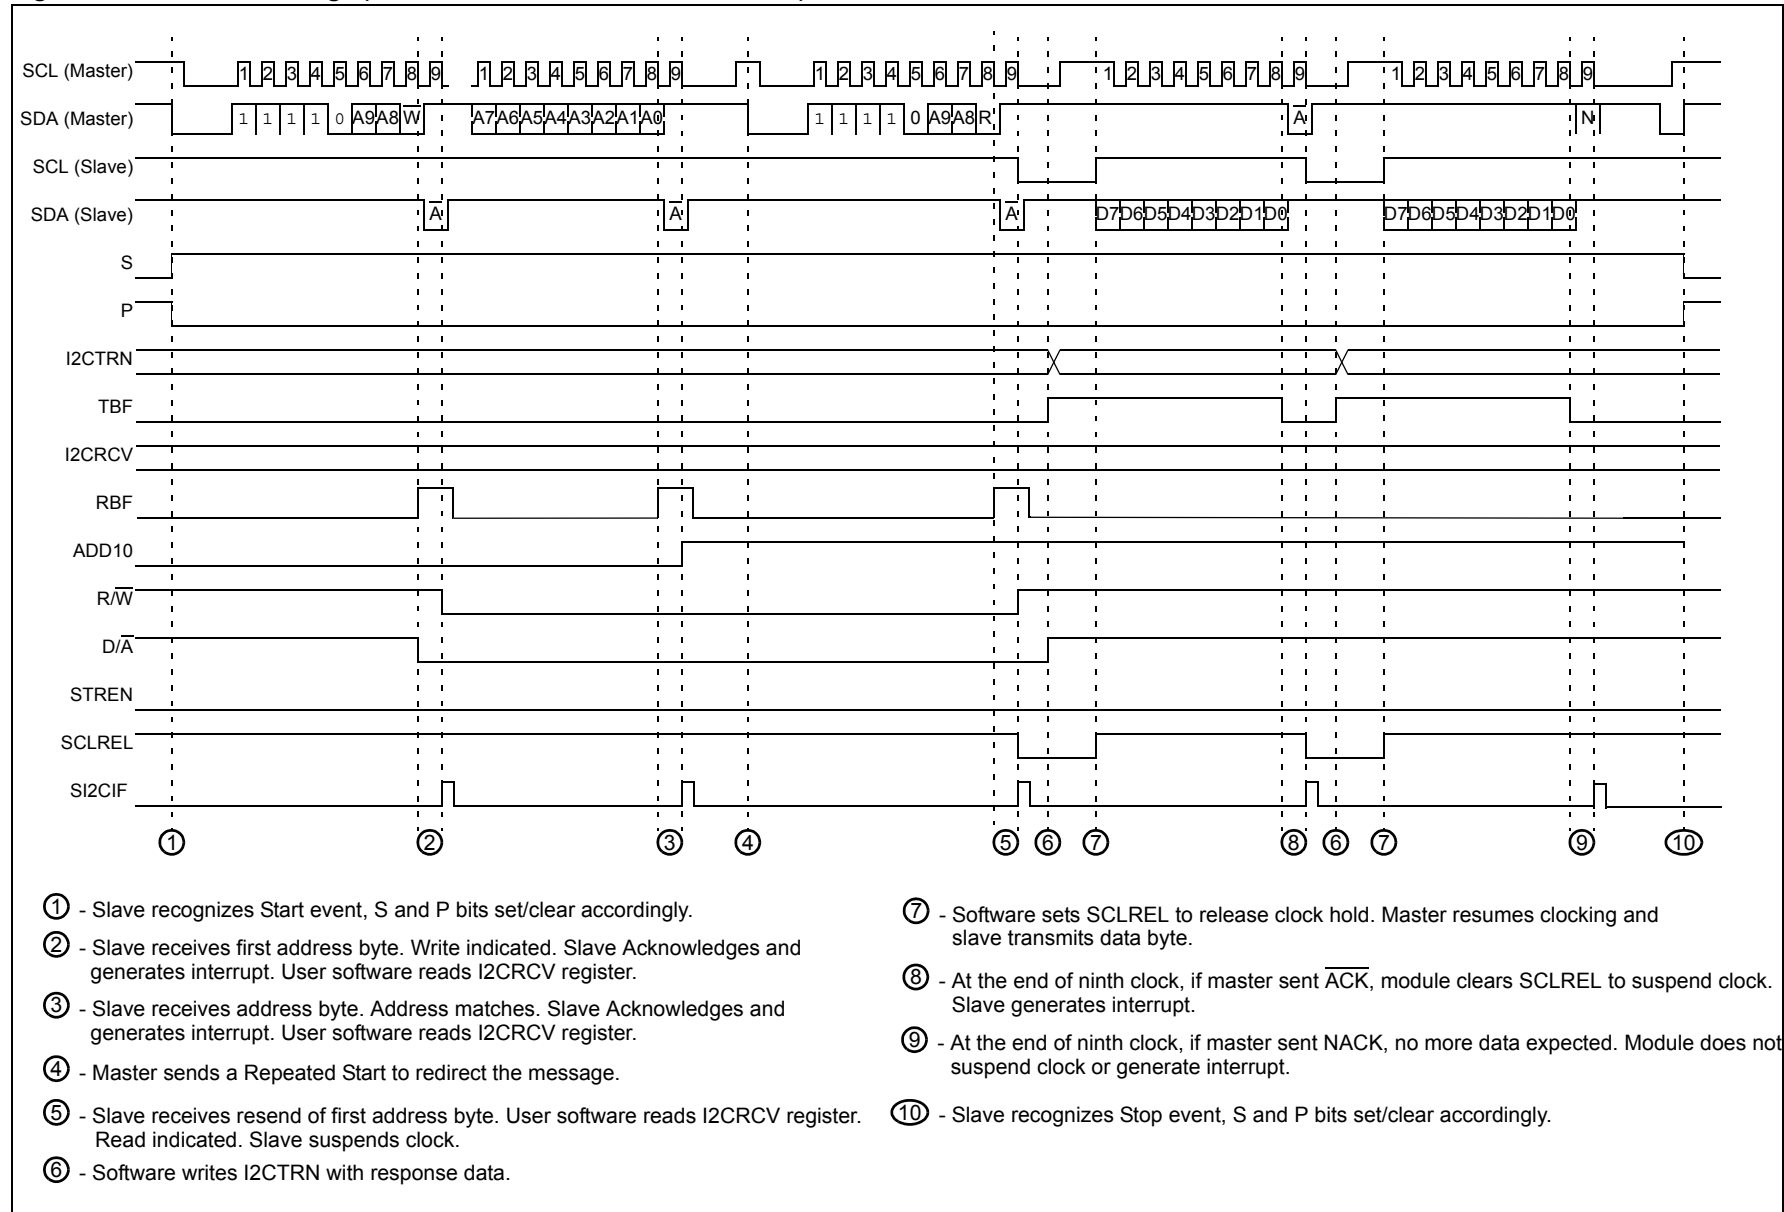 SCL (Master) 1 2 3 4 5 6 7 8 9 1 2 3 4 5 6 7 8 9 1 2 3 4 5 6 7 8 9 1 2 3 4 5 6 7 8 9 1 2 3 4 5 6 7 8 9
SDA (Master) 1 1 1 1 0 A9 A8 W̅ A7 A6 A5 A4 A3 A2 A1 A0 1 1 1 1 0 A9 A8 R A̅ N
SCL (Slave)
SDA (Slave) A̅ A̅ A̅ D7 D6 D5 D4 D3 D2 D1 D0 D7 D6 D5 D4 D3 D2 D1 D0
S
P
I2CTRN
TBF
I2CRCV
RBF
ADD10
R/W̅
D/A̅
STREN
SCLREL
SI2CIF
1 2 3 4 5 6 7 8 6 7 9 10
1 - Slave recognizes Start event, S and P bits set/clear accordingly.
2 - Slave receives first address byte. Write indicated. Slave Acknowledges and
generates interrupt. User software reads I2CRCV register.
3 - Slave receives address byte. Address matches. Slave Acknowledges and
generates interrupt. User software reads I2CRCV register.
4 - Master sends a Repeated Start to redirect the message.
5 - Slave receives resend of first address byte. User software reads I2CRCV register.
Read indicated. Slave suspends clock.
6 - Software writes I2CTRN with response data.
7 - Software sets SCLREL to release clock hold. Master resumes clocking and
slave transmits data byte.
8 - At the end of ninth clock, if master sent A̅C̅K̅, module clears SCLREL to suspend clock.
Slave generates interrupt.
9 - At the end of ninth clock, if master sent NACK, no more data expected. Module does not
suspend clock or generate interrupt.
10 - Slave recognizes Stop event, S and P bits set/clear accordingly.